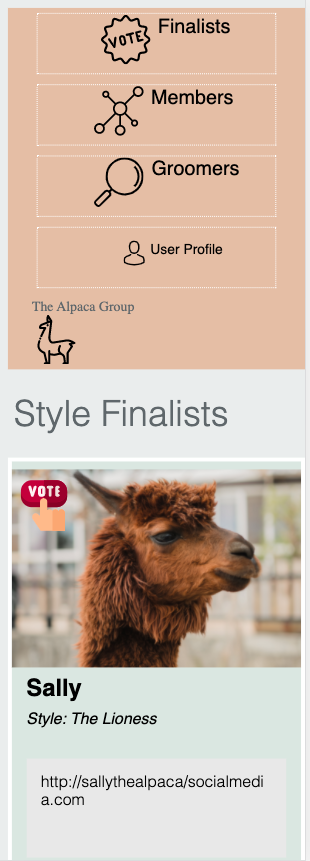 VOTE Finalists
Members
Groomers
User Profile
The Alpaca Group
Style Finalists
VOTE
Sally
Style: The Lioness
http://sallythealpaca/socialmedi
a.com